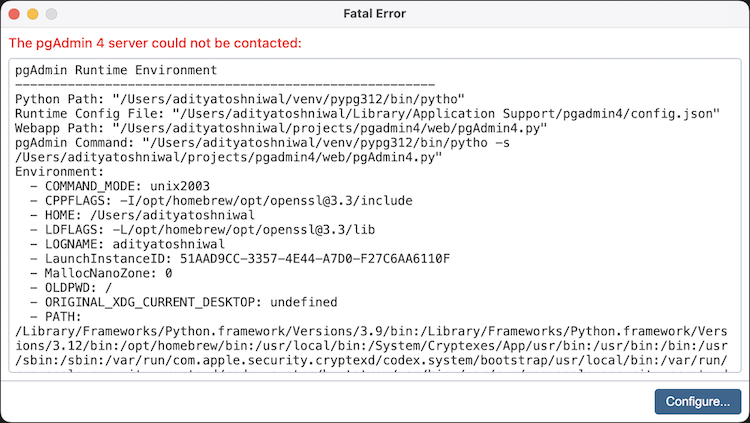 Fatal Error
The pgAdmin 4 server could not be contacted:
pgAdmin Runtime Environment
--------------------------------------------------------
Python Path: "/Users/adityatoshniwal/venv/pypg312/bin/pytho"
Runtime Config File: "/Users/adityatoshniwal/Library/Application Support/pgadmin4/config.json"
Webapp Path: "/Users/adityatoshniwal/projects/pgadmin4/web/pgAdmin4.py"
pgAdmin Command: "/Users/adityatoshniwal/venv/pypg312/bin/pytho -s
/Users/adityatoshniwal/projects/pgadmin4/web/pgAdmin4.py"
Environment:
- COMMAND_MODE: unix2003
- CPPFLAGS: -I/opt/homebrew/opt/openssl@3.3/include
- HOME: /Users/adityatoshniwal
- LDFLAGS: -L/opt/homebrew/opt/openssl@3.3/lib
- LOGNAME: adityatoshniwal
- LaunchInstanceID: 51AAD9CC-3357-4E44-A7D0-F27C6AA6110F
- MallocNanoZone: 0
- OLDPWD: /
- ORIGINAL_XDG_CURRENT_DESKTOP: undefined
- PATH:
/Library/Frameworks/Python.framework/Versions/3.9/bin:/Library/Frameworks/Python.framework/Vers
ions/3.12/bin:/opt/homebrew/bin:/usr/local/bin:/System/Cryptexes/App/usr/bin:/usr/bin:/bin:/usr
/sbin:/sbin:/var/run/com.apple.security.cryptexd/codex.system/bootstrap/usr/local/bin:/var/run/
Configure...